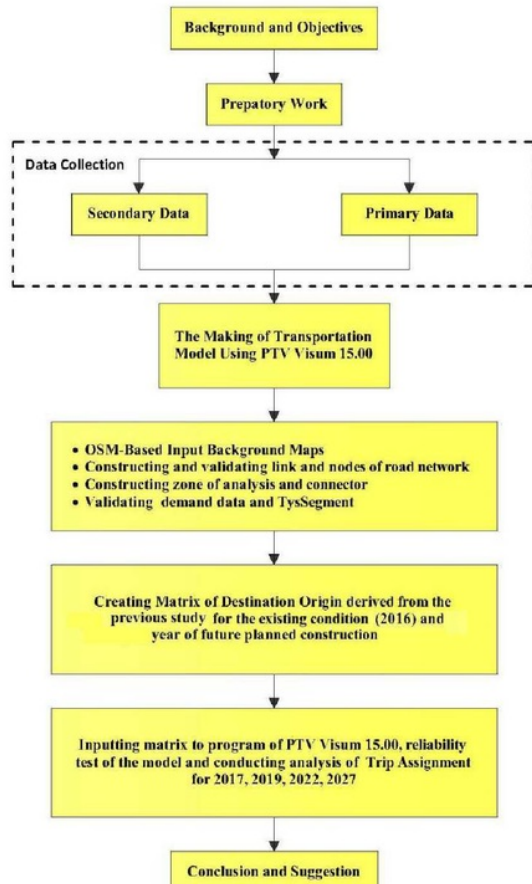 Background and Objectives
Prepatory Work
Data Collection
Secondary Data
Primary Data
The Making of Transportation
Model Using PTV Visum 15.00
• OSM-Based Input Background Maps
• Constructing and validating link and nodes of road network
• Constructing zone of analysis and connector
• Validating demand data and TysSegment
Creating Matrix of Destination Origin derived from the
previous study for the existing condition (2016) and
year of future planned construction
Inputting matrix to program of PTV Visum 15.00, reliability
test of the model and conducting analysis of Trip Assignment
for 2017, 2019, 2022, 2027
Conclusion and Suggestion